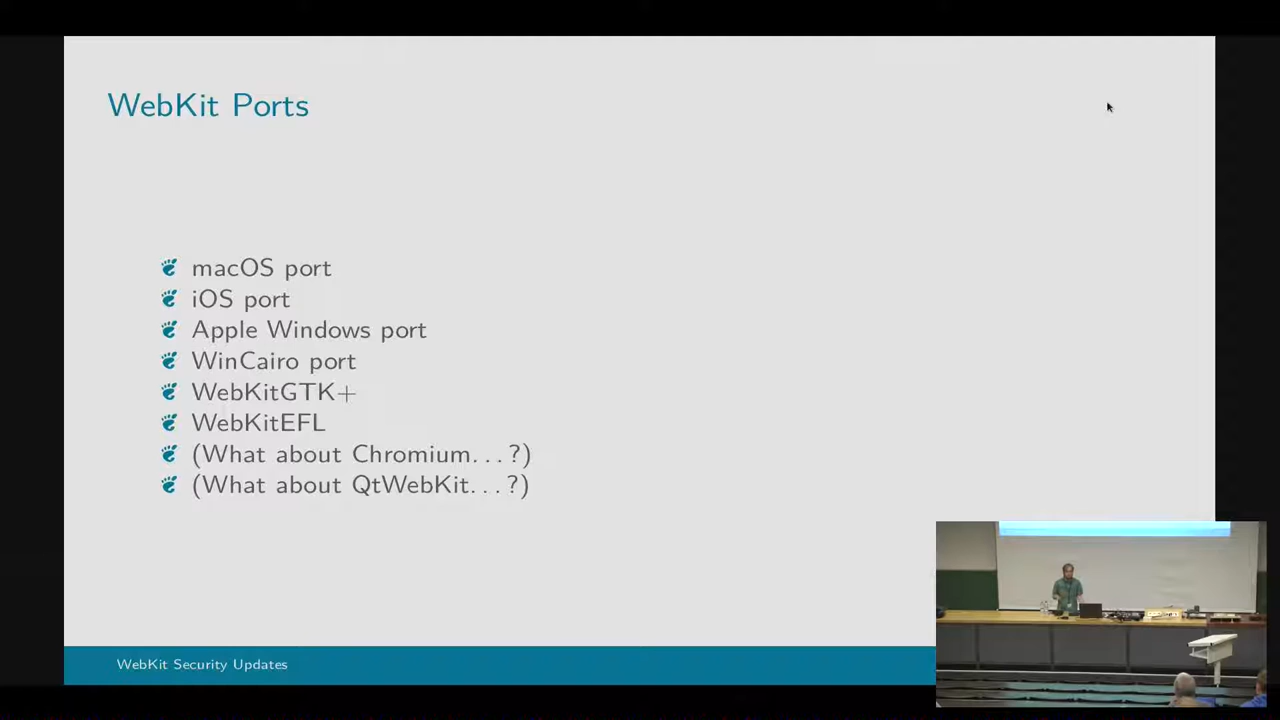 WebKit Ports
macOS port
iOS port
Apple Windows port
WinCairo port
WebKitGTK+
WebKitEFL
(What about Chromium...?)
(What about QtWebKit...?)
WebKit Security Updates